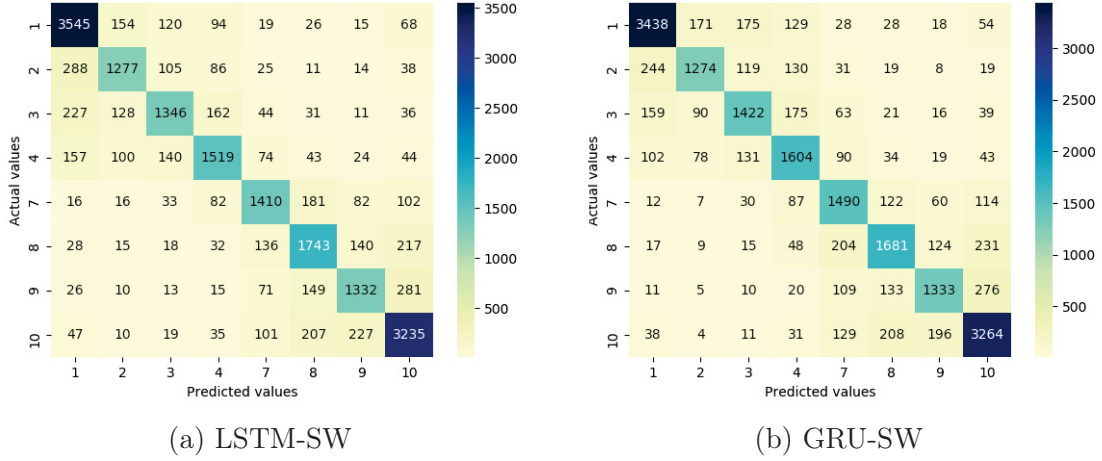 1 3545 154 120 94 19 26 15 68
2 288 1277 105 86 25 11 14 38
3 227 128 1346 162 44 31 11 36
4 157 100 140 1519 74 43 24 44
7 16 16 33 82 1410 181 82 102
8 28 15 18 32 136 1743 140 217
9 26 10 13 15 71 149 1332 281
10 47 10 19 35 101 207 227 3235
1 2 3 4 7 8 9 10
Actual values
Predicted values
3500
3000
2500
2000
1500
1000
500
(a) LSTM-SW
1 3438 171 175 129 28 28 18 54
2 244 1274 119 130 31 19 8 19
3 159 90 1422 175 63 21 16 39
4 102 78 131 1604 90 34 19 43
7 12 7 30 87 1490 122 60 114
8 17 9 15 48 204 1681 124 231
9 11 5 10 20 109 133 1333 276
10 38 4 11 31 129 208 196 3264
1 2 3 4 7 8 9 10
Actual values
Predicted values
3000
2500
2000
1500
1000
500
(b) GRU-SW